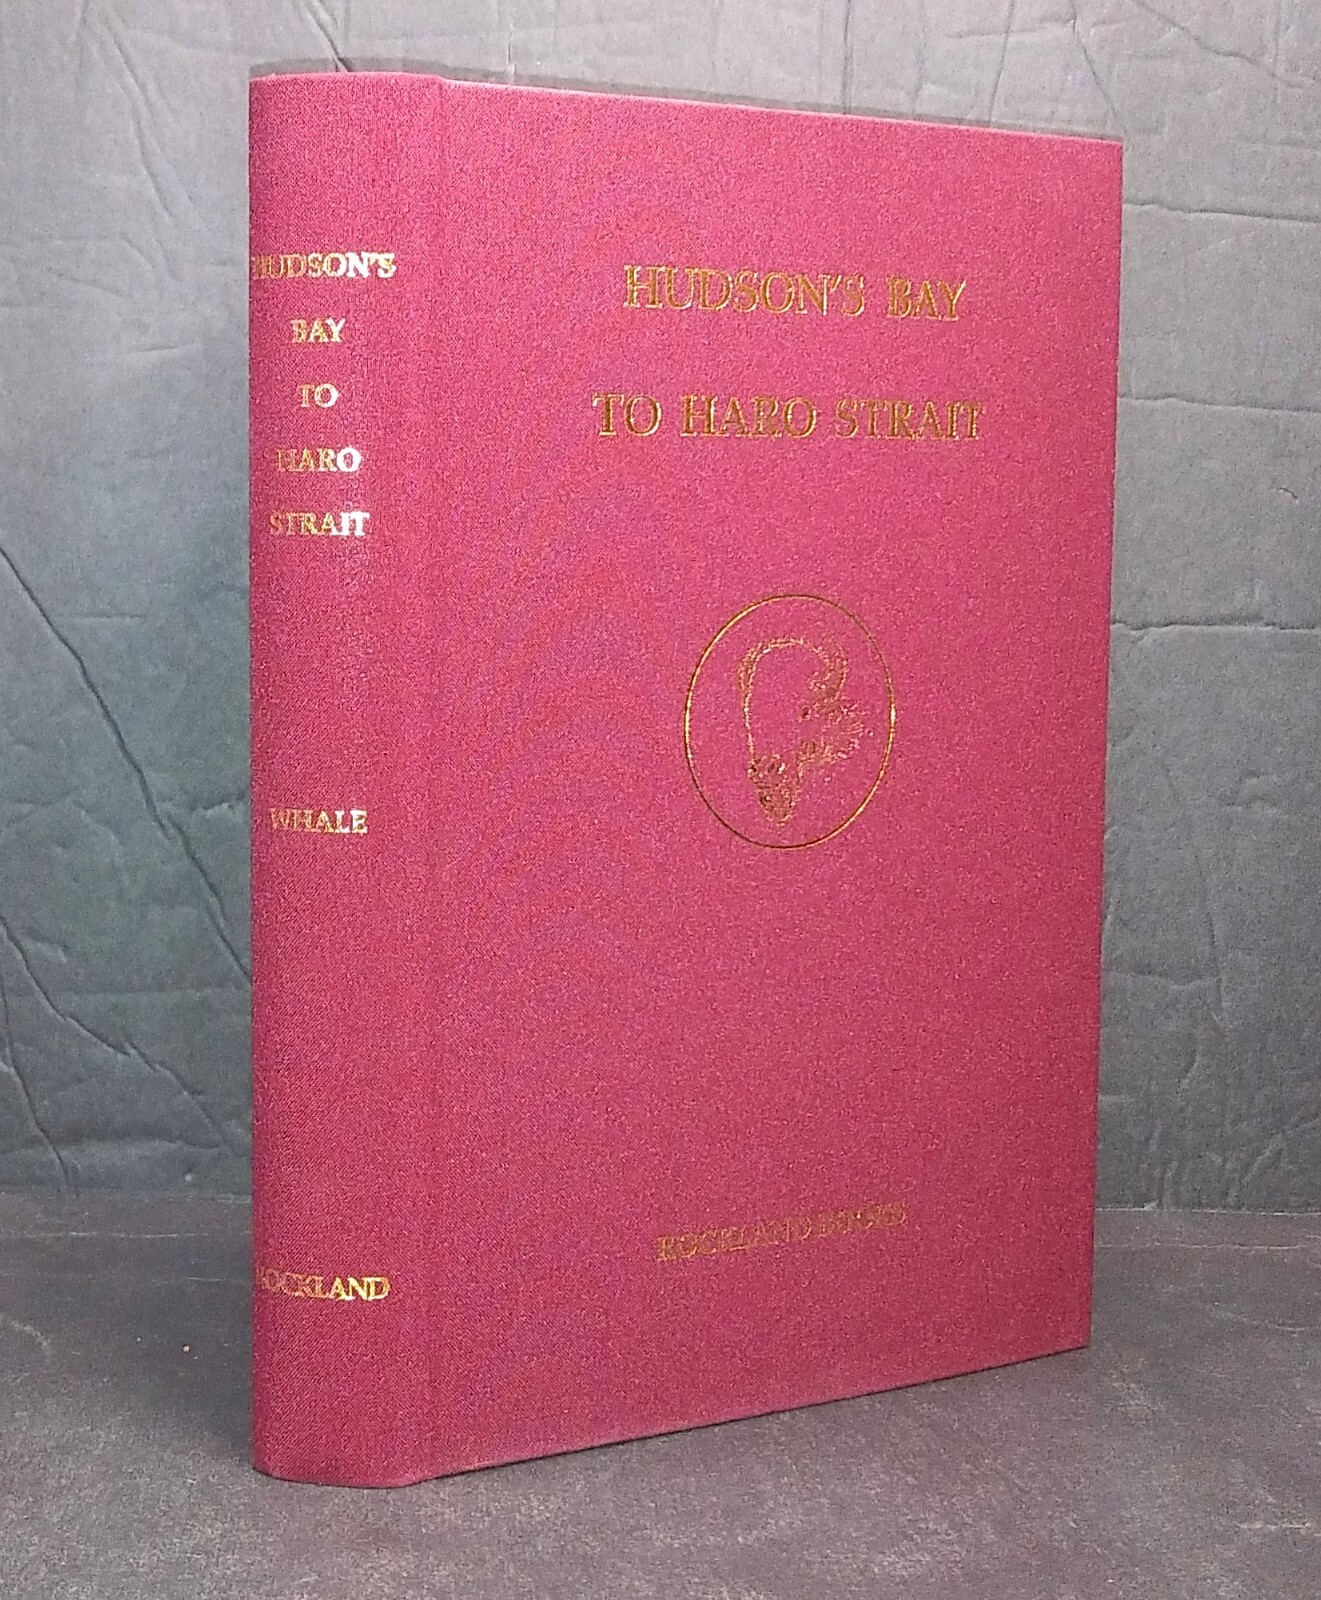 HUDSON'S
BAY
TO
HARO
STRAIT
WHALE
ROCKLAND
HUDSON'S BAY
TO HARO STRAIT
ROCKLAND BOOKS